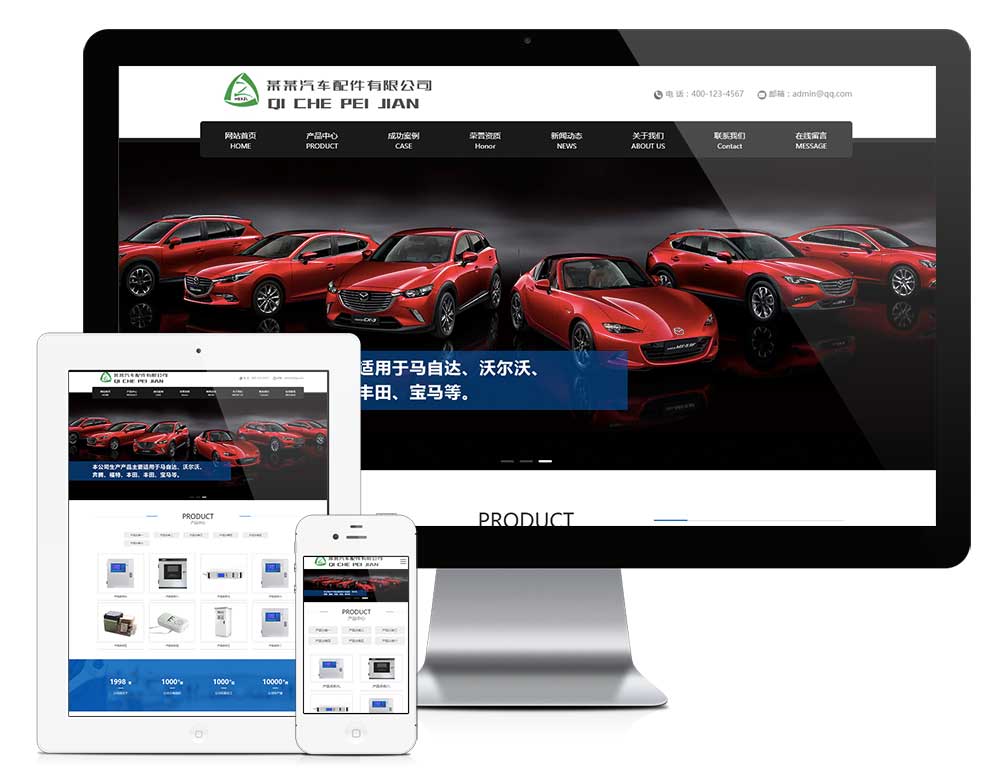 某某汽车配件有限公司
QI CHE PEI JIAN
电 话：400-123-4567 邮箱：admin@qq.com
网站首页 产品中心 成功案例 荣誉资质 新闻动态 关于我们 联系我们 在线留言
HOME PRODUCT CASE Honor NEWS ABOUT US Contact MESSAGE
适用于马自达、沃尔沃、
丰田、宝马等。
PRODUCT
某某汽车配件有限公司
QI CHE PEI JIAN
本公司生产产品主要适用于马自达、沃尔沃、
奔腾、福特、丰田、丰田、宝马等。
PRODUCT
产品中心
1998
1000
1000
10000
某某汽车配件有限公司
QI CHE PEI JIAN
PRODUCT
产品中心